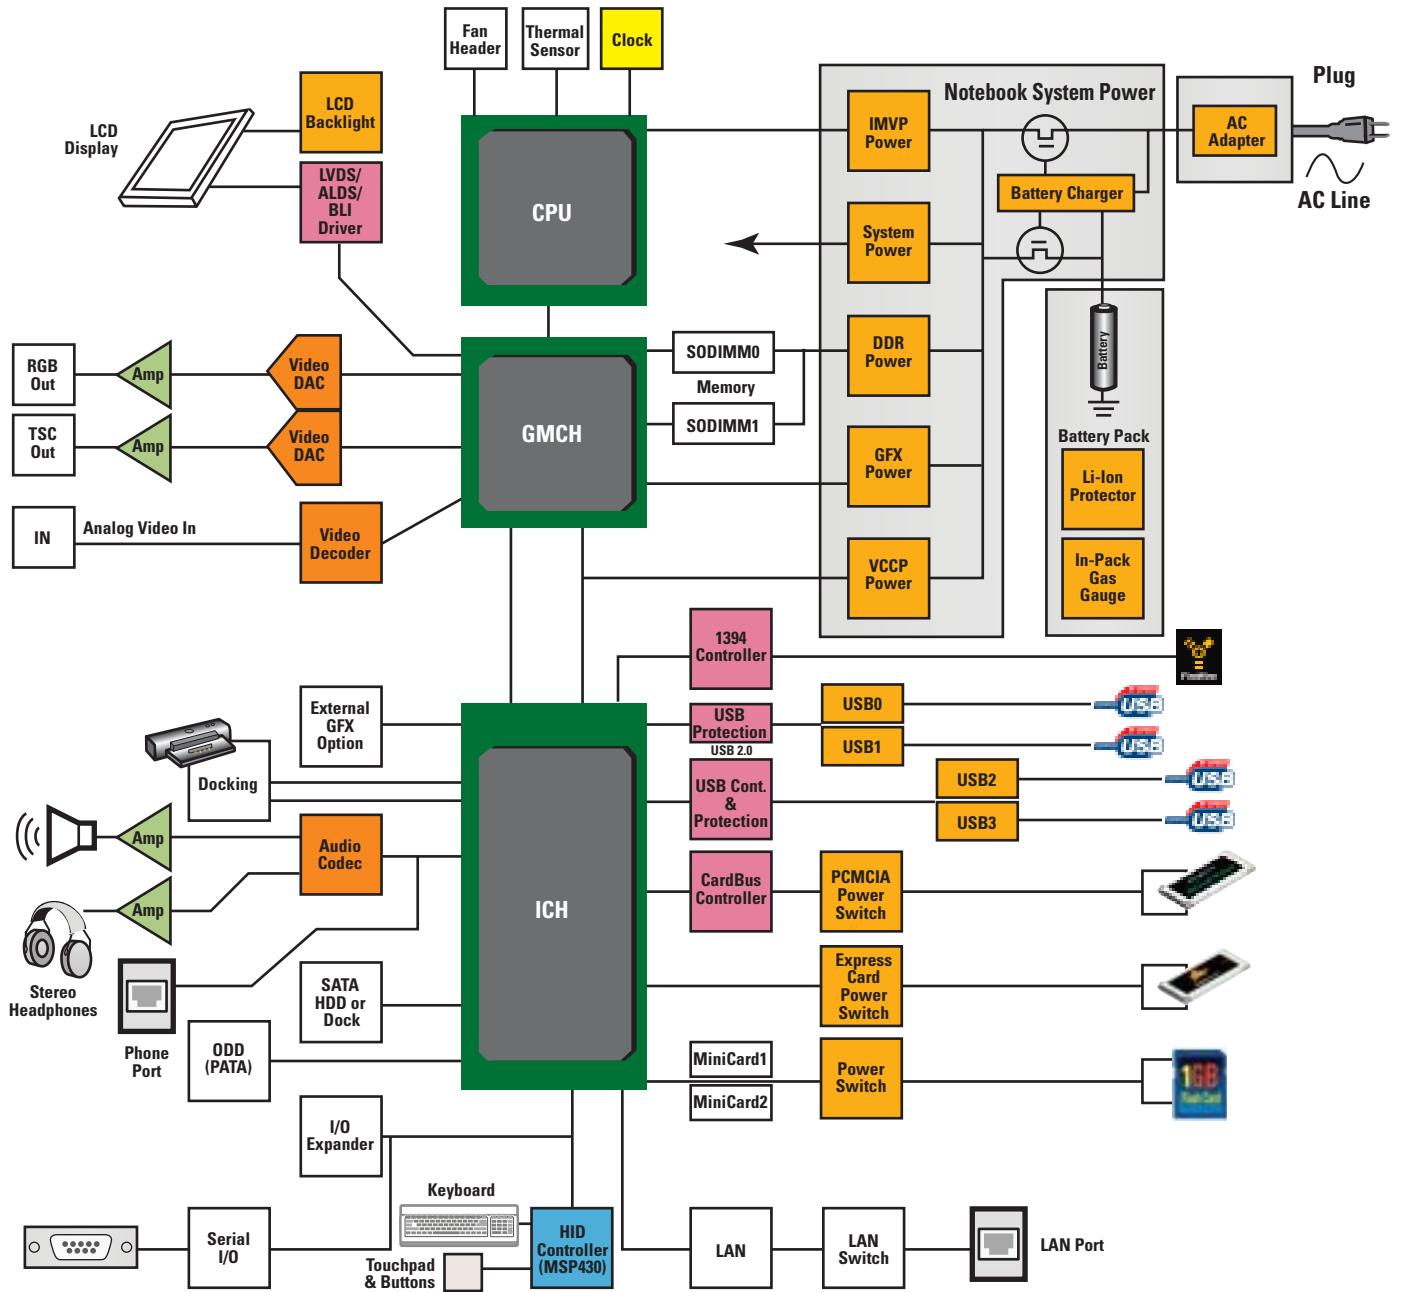 Fan
Header
Thermal
Sensor
Clock
Notebook System Power
Plug
LCD
Display
LCD
Backlight
IMVP
Power
AC
Adapter
AC Line
LVDS/
ALDS/
BLI
Driver
CPU
Battery Charger
System
Power
RGB
Out
Amp
Video
DAC
SODIMM0
Memory
SODIMM1
DDR
Power
Battery
TSC
Out
Amp
Video
DAC
GMCH
GFX
Power
Battery Pack
Li-Ion
Protector
IN
Analog Video In
Video
Decoder
VCCP
Power
In-Pack
Gas
Gauge
1394
Controller
External
GFX
Option
USB
Protection
USB 2.0
USB0
USB
USB1
USB
Docking
USB Cont.
&
Protection
USB2
USB
USB3
USB
Amp
Audio
Codec
Amp
ICH
CardBus
Controller
PCMCIA
Power
Switch
Stereo
Headphones
SATA
HDD or
Dock
Express
Card
Power
Switch
Phone
Port
ODD
(PATA)
MiniCard1
MiniCard2
Power
Switch
1GB
Flash Card
I/O
Expander
Keyboard
Serial
I/O
HID
Controller
(MSP430)
Touchpad
& Buttons
LAN
LAN
Switch
LAN Port